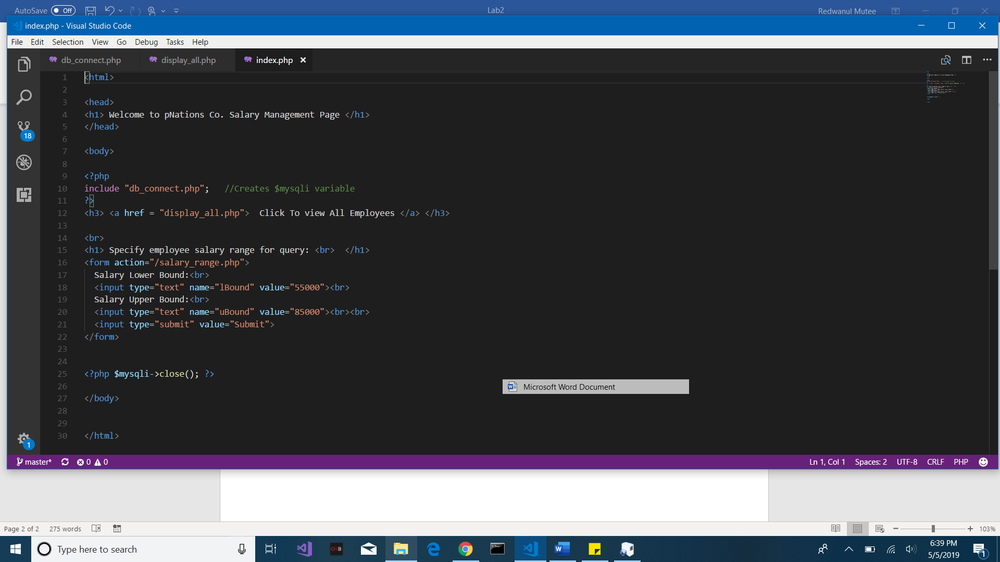 AutoSave Off Lab2 Redwanul Mutee
index.php - Visual Studio Code
File Edit Selection View Go Debug Tasks Help
db_connect.php display_all.php index.php
1 <html>
2
3 <head>
4 <h1> Welcome to pNations Co. Salary Management Page </h1>
5 </head>
6
7 <body>
8
9 <?php
10 include "db_connect.php";   //Creates $mysqli variable
11 ?>
12 <h3> <a href = "display_all.php">  Click To view All Employees </a> </h3>
13
14 <br>
15 <h1> Specify employee salary range for query: <br>  </h1>
16 <form action="/salary_range.php">
17   Salary Lower Bound:<br>
18   <input type="text" name="lBound" value="55000"><br>
19   Salary Upper Bound:<br>
20   <input type="text" name="uBound" value="85000"><br><br>
21   <input type="submit" value="Submit">
22 </form>
23
24
25 <?php $mysqli->close(); ?>
26
27 </body>
28
29
30 </html>
18
1
Microsoft Word Document
master* 0 0 Ln 1, Col 1 Spaces: 2 UTF-8 CRLF PHP
Page 2 of 2 275 words 103%
Type here to search
6:39 PM
5/5/2019
1